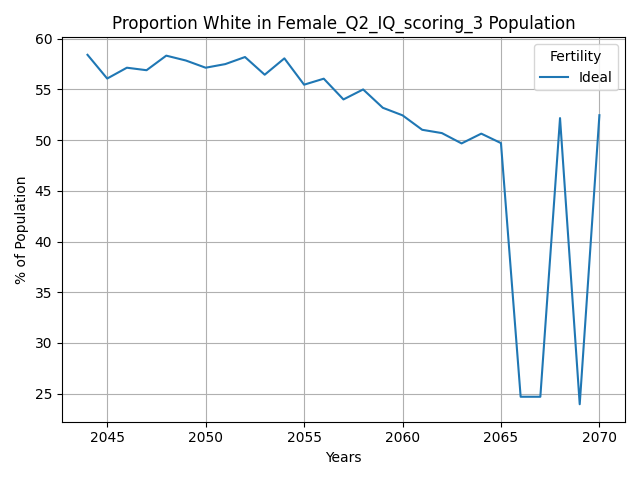 Proportion White in Female_Q2_IQ_scoring_3 Population
60
55
50
45
40
35
30
25
% of Population
Fertility
Ideal
2045 2050 2055 2060 2065 2070
Years